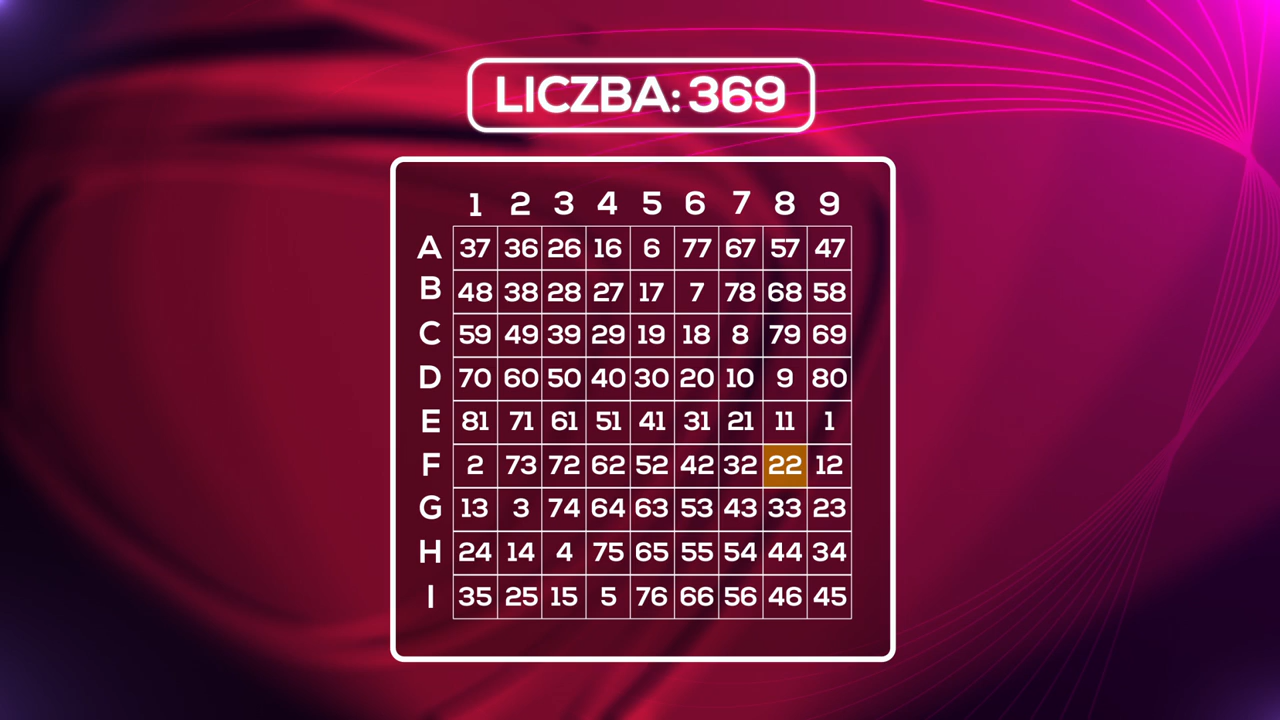 LICZBA: 369
1 2 3 4 5 6 7 8 9
A 37 36 26 16 6 77 67 57 47
B 48 38 28 27 17 7 78 68 58
C 59 49 39 29 19 18 8 79 69
D 70 60 50 40 30 20 10 9 80
E 81 71 61 51 41 31 21 11 1
F 2 73 72 62 52 42 32 22 12
G 13 3 74 64 63 53 43 33 23
H 24 14 4 75 65 55 54 44 34
I 35 25 15 5 76 66 56 46 45